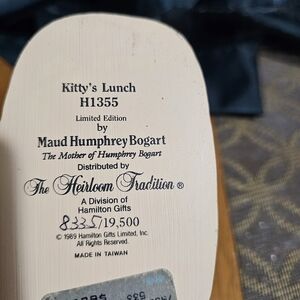 Kitty's Lunch
H1355
Limited Edition
by
Maud Humphrey Bogart
The Mother of Humphrey Bogart
Distributed by
The Heirloom Tradition ®
A Division of
Hamilton Gifts
8335/19,500
© 1989 Hamilton Gifts Limited, Inc.
All Rights Reserved.
MADE IN TAIWAN